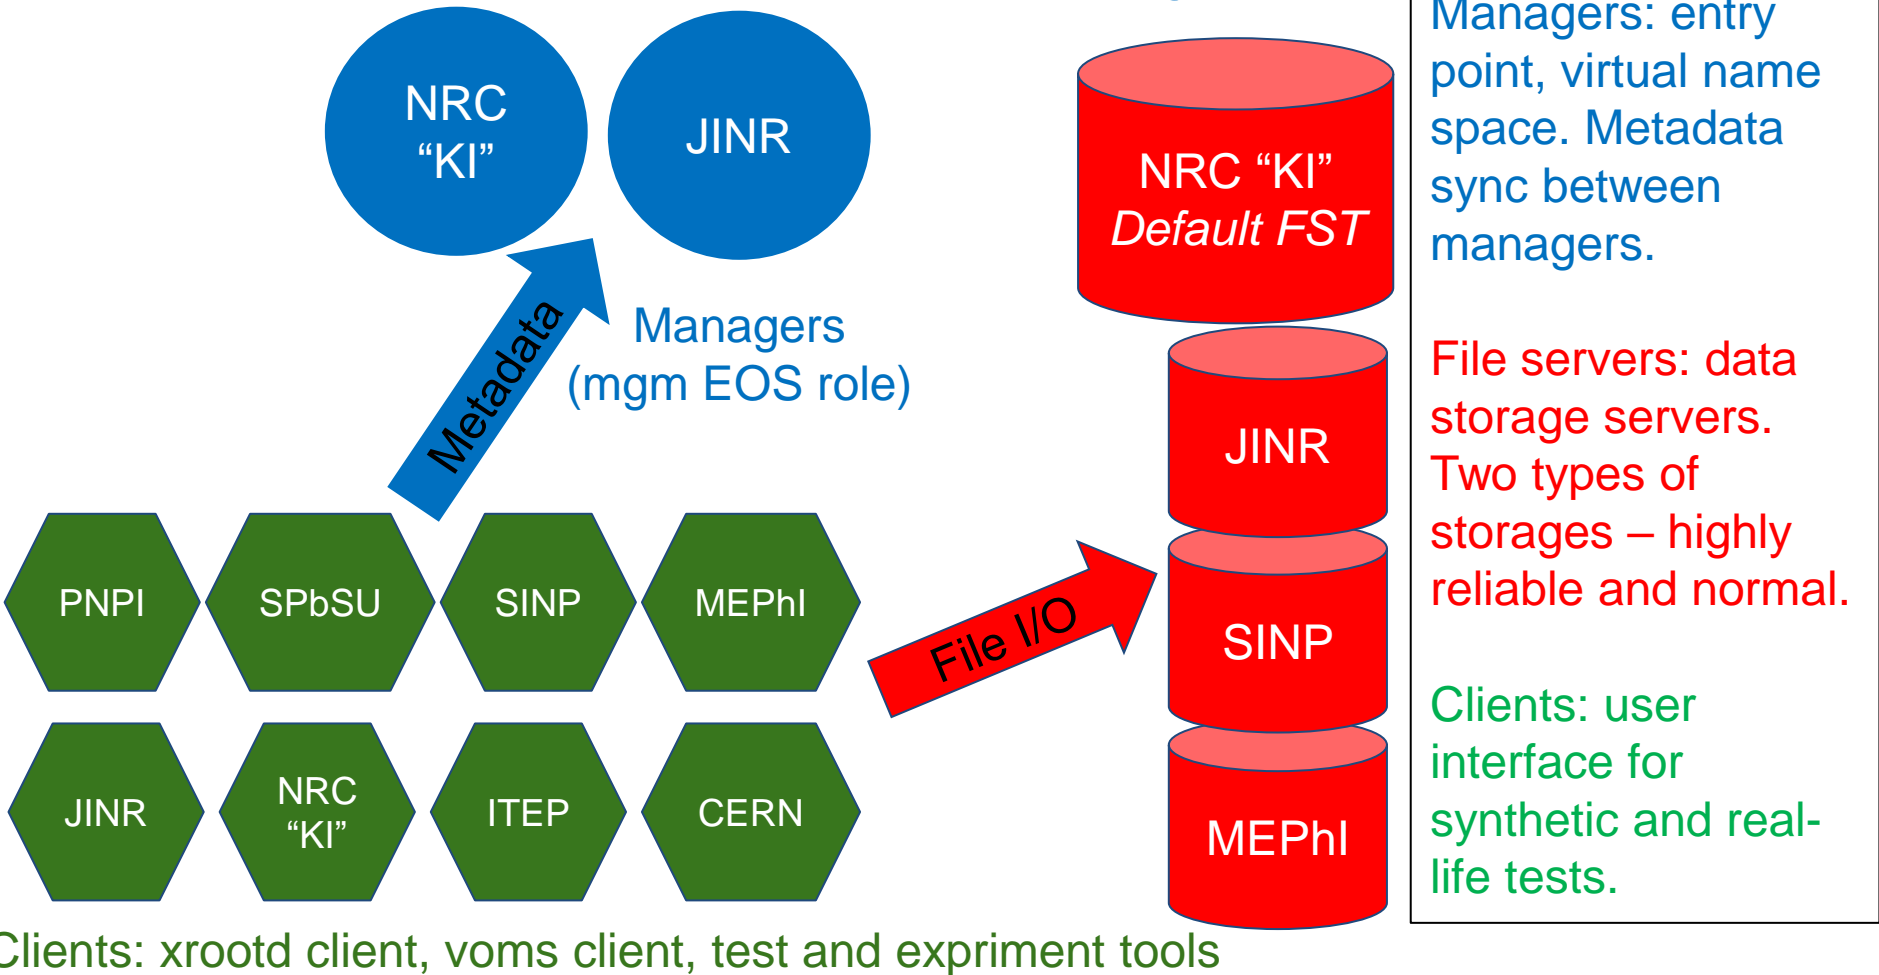 NRC
“KI”
JINR
Metadata
Managers
(mgm EOS role)
PNPI
SPbSU
SINP
MEPhI
JINR
NRC
“KI”
ITEP
CERN
Clients: xrootd client, voms client, test and expriment tools
File I/O
NRC “KI”
Default FST
JINR
SINP
MEPhI
Managers: entry
point, virtual name
space. Metadata
sync between
managers.
File servers: data
storage servers.
Two types of
storages – highly
reliable and normal.
Clients: user
interface for
synthetic and real-
life tests.